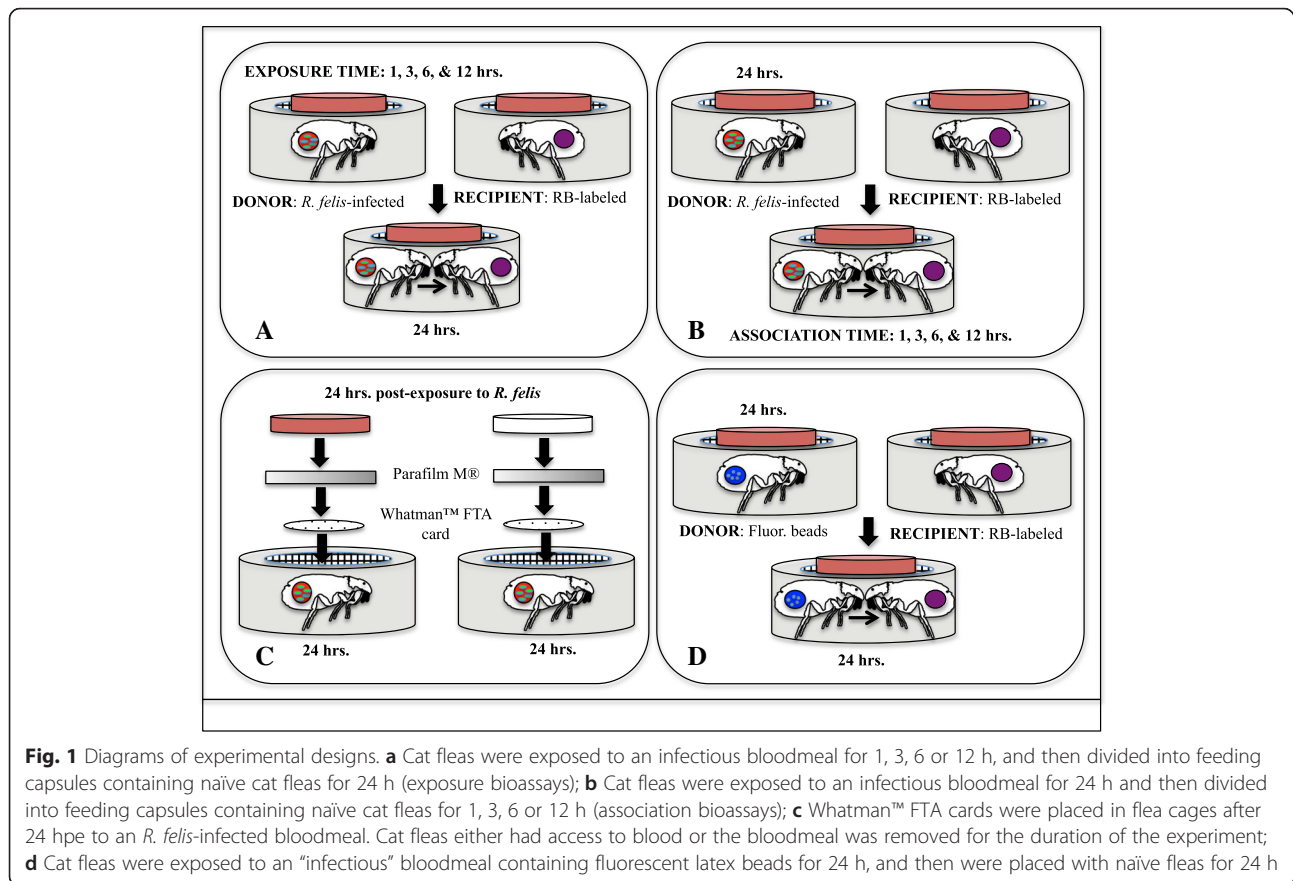 EXPOSURE TIME: 1, 3, 6, & 12 hrs.
DONOR: R. felis-infected
RECIPIENT: RB-labeled
24 hrs.
A
24 hrs.
DONOR: R. felis-infected
RECIPIENT: RB-labeled
B
ASSOCIATION TIME: 1, 3, 6, & 12 hrs.
24 hrs. post-exposure to R. felis
Parafilm M®
Whatman™ FTA
card
C
24 hrs.
24 hrs.
24 hrs.
DONOR: Fluor. beads
RECIPIENT: RB-labeled
D
24 hrs.
Fig. 1 Diagrams of experimental designs. a Cat fleas were exposed to an infectious bloodmeal for 1, 3, 6 or 12 h, and then divided into feeding
capsules containing naïve cat fleas for 24 h (exposure bioassays); b Cat fleas were exposed to an infectious bloodmeal for 24 h and then divided
into feeding capsules containing naïve cat fleas for 1, 3, 6 or 12 h (association bioassays); c Whatman™ FTA cards were placed in flea cages after
24 hpe to an R. felis-infected bloodmeal. Cat fleas either had access to blood or the bloodmeal was removed for the duration of the experiment;
d Cat fleas were exposed to an “infectious” bloodmeal containing fluorescent latex beads for 24 h, and then were placed with naïve fleas for 24 h